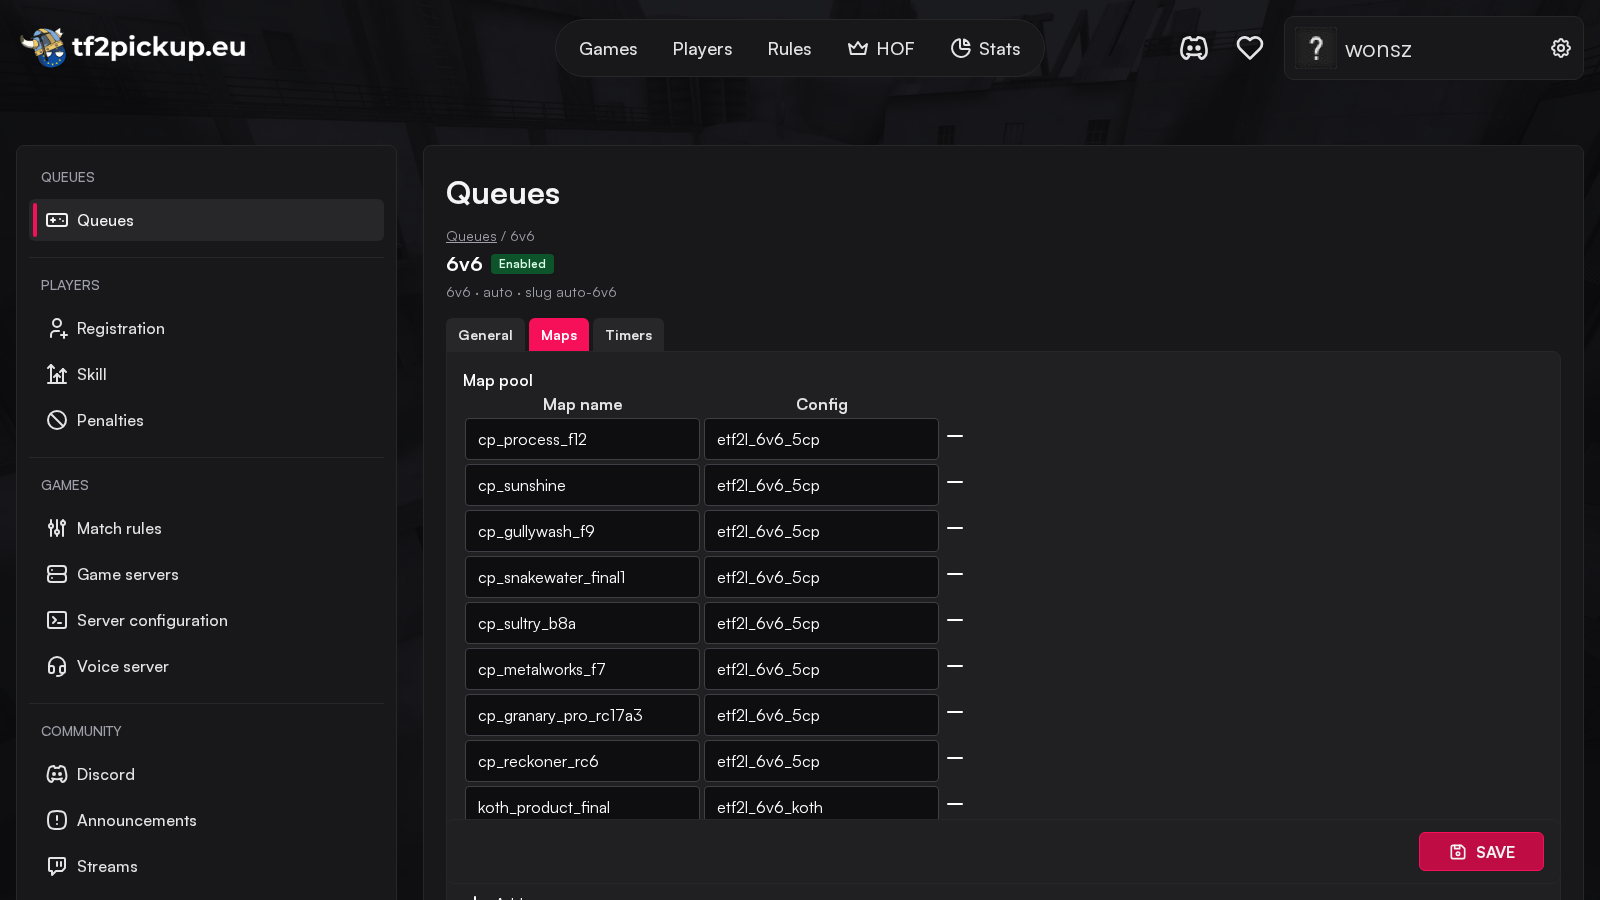 tf2pickup.eu
Games Players Rules HOF Stats
? wonsz
QUEUES
Queues
PLAYERS
Registration
Skill
Penalties
GAMES
Match rules
Game servers
Server configuration
Voice server
COMMUNITY
Discord
Announcements
Streams
Queues
Queues / 6v6
6v6 Enabled
6v6 · auto · slug auto-6v6
General Maps Timers
Map pool
Map name Config
cp_process_f12 etf2l_6v6_5cp
cp_sunshine etf2l_6v6_5cp
cp_gullywash_f9 etf2l_6v6_5cp
cp_snakewater_final1 etf2l_6v6_5cp
cp_sultry_b8a etf2l_6v6_5cp
cp_metalworks_f7 etf2l_6v6_5cp
cp_granary_pro_rc17a3 etf2l_6v6_5cp
cp_reckoner_rc6 etf2l_6v6_5cp
koth_product_final etf2l_6v6_koth
SAVE